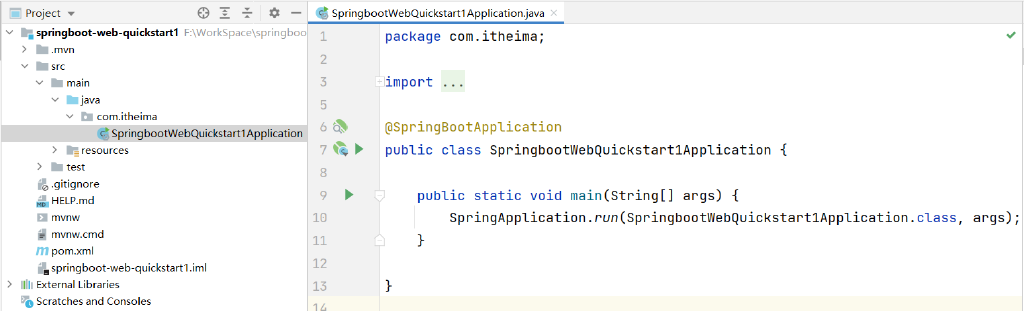 Project
springboot-web-quickstart1 F:\WorkSpace\springboo
.mvn
src
main
java
com.itheima
SpringbootWebQuickstart1Application
resources
test
.gitignore
HELP.md
mvnw
mvnw.cmd
pom.xml
springboot-web-quickstart1.iml
External Libraries
Scratches and Consoles
SpringbootWebQuickstart1Application.java
1 package com.itheima;
2
3 import ...
5
6 @SpringBootApplication
7 public class SpringbootWebQuickstart1Application {
8
9 public static void main(String[] args) {
10 SpringApplication.run(SpringbootWebQuickstart1Application.class, args);
11 }
12
13 }
14